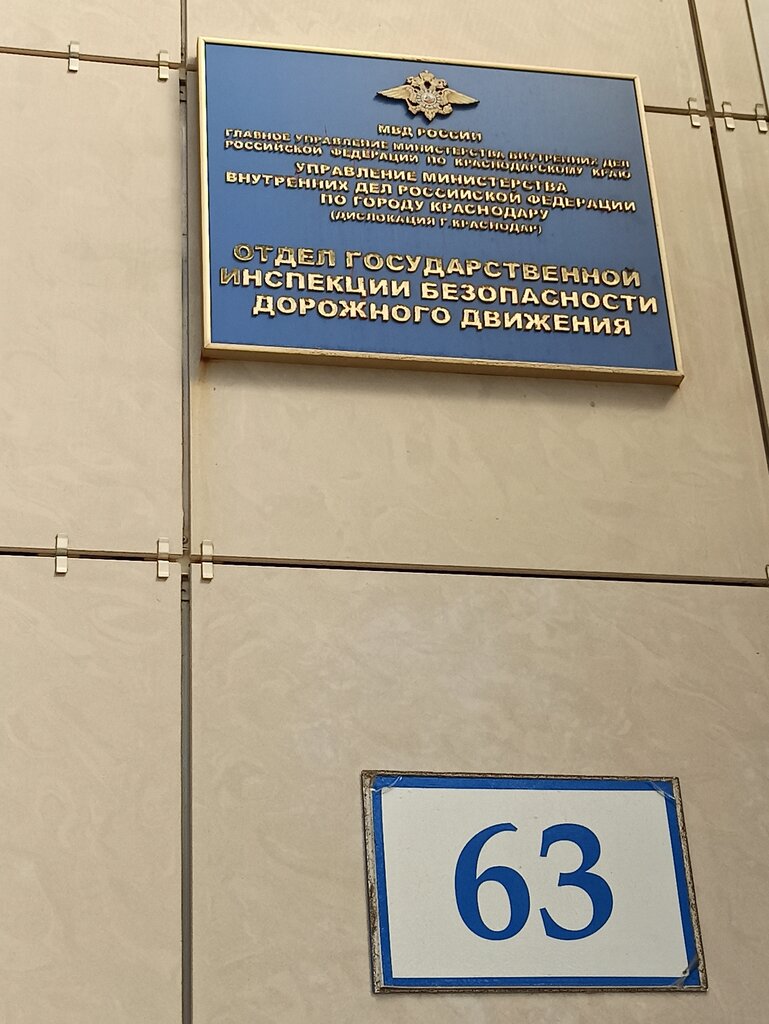 МВД РОССИИ
ГЛАВНОЕ УПРАВЛЕНИЕ МИНИСТЕРСТВА ВНУТРЕННИХ ДЕЛ
РОССИЙСКОЙ ФЕДЕРАЦИИ ПО КРАСНОДАРСКОМУ КРАЮ
УПРАВЛЕНИЕ МИНИСТЕРСТВА
ВНУТРЕННИХ ДЕЛ РОССИЙСКОЙ ФЕДЕРАЦИИ
ПО ГОРОДУ КРАСНОДАРУ
(ДИСЛОКАЦИЯ Г КРАСНОДАР)
ОТДЕЛ ГОСУДАРСТВЕННОЙ
ИНСПЕКЦИИ БЕЗОПАСНОСТИ
ДОРОЖНОГО ДВИЖЕНИЯ
63